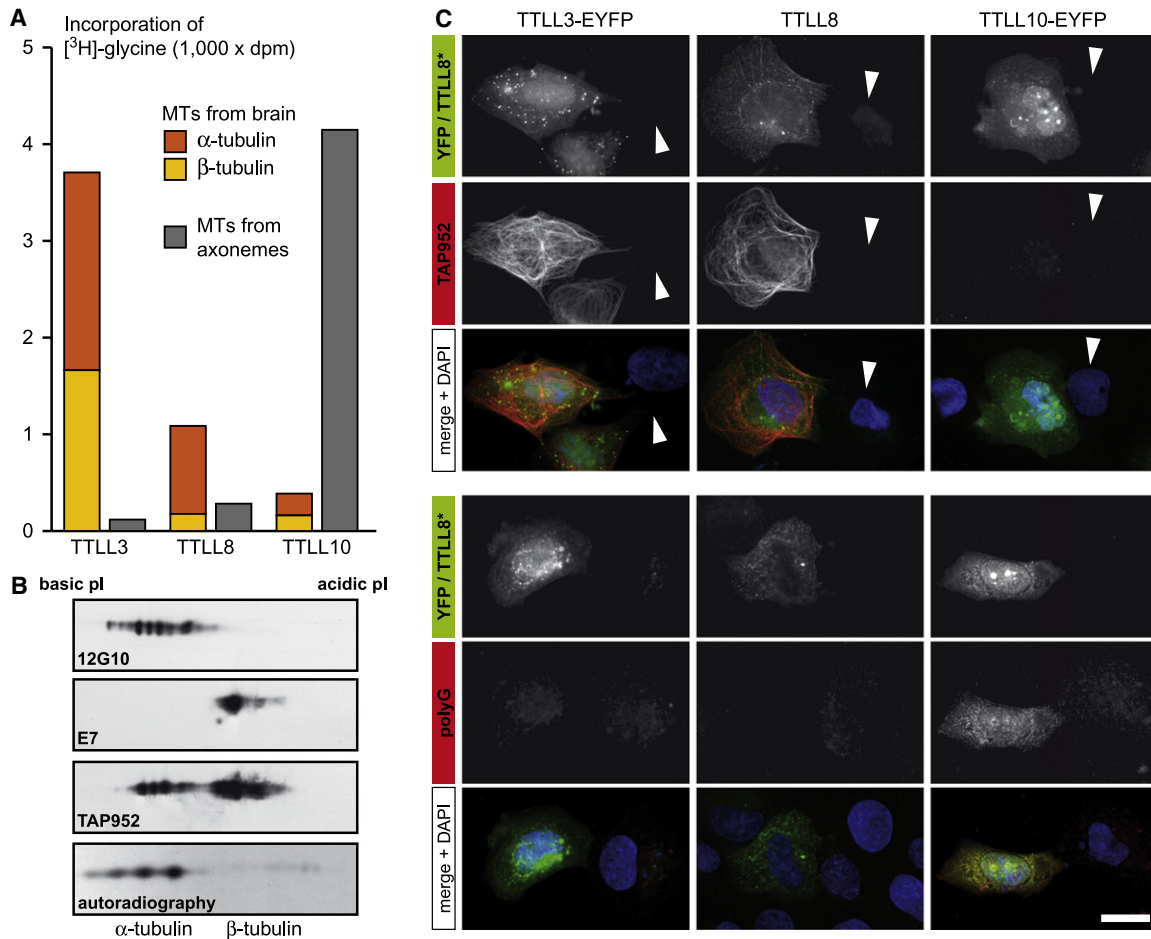 A
Incorporation of
[³H]-glycine (1,000 x dpm)
5
4
3
2
1
0
MTs from brain
α-tubulin
β-tubulin
MTs from
axonemes
TTLL3
TTLL8
TTLL10
B
basic pI
acidic pI
12G10
E7
TAP952
autoradiography
α-tubulin
β-tubulin
C
TTLL3-EYFP
TTLL8
TTLL10-EYFP
YFP / TTLL8*
TAP952
merge + DAPI
YFP / TTLL8*
polyG
merge + DAPI